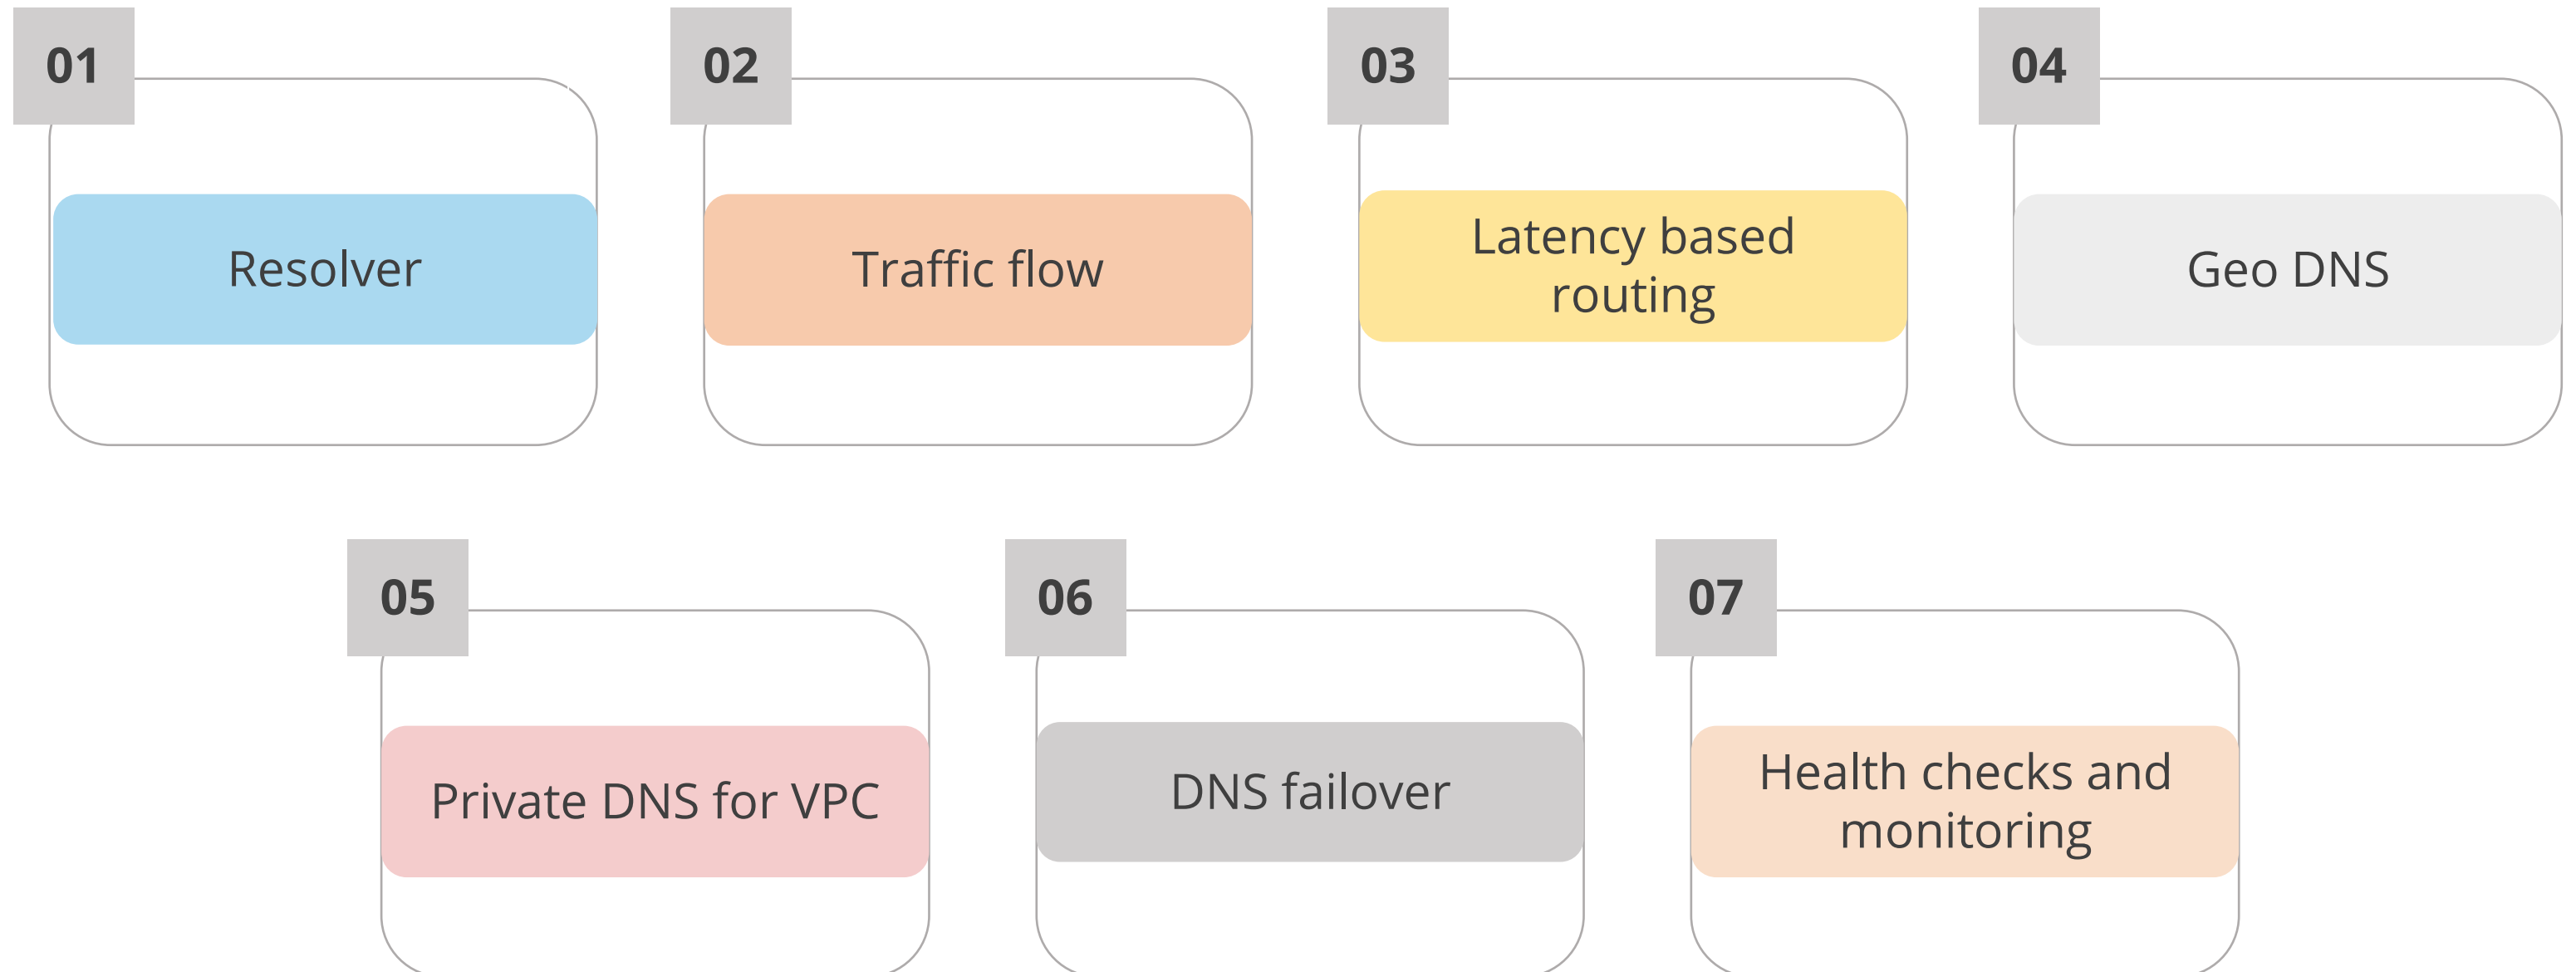 01
Resolver
02
Traffic flow
03
Latency based
routing
04
Geo DNS
05
Private DNS for VPC
06
DNS failover
07
Health checks and
monitoring